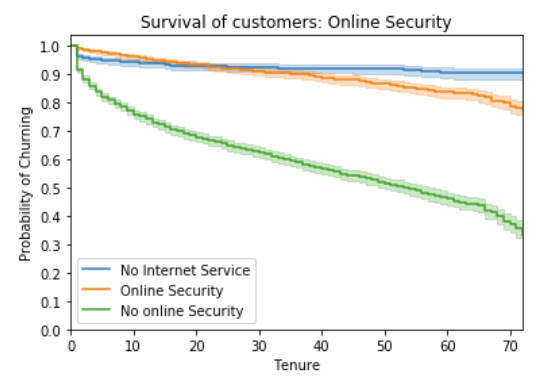 Survival of customers: Online Security
Probability of Churning
1.0
0.9
0.8
0.7
0.6
0.5
0.4
0.3
0.2
0.1
0.0
No Internet Service
Online Security
No online Security
0 10 20 30 40 50 60 70
Tenure